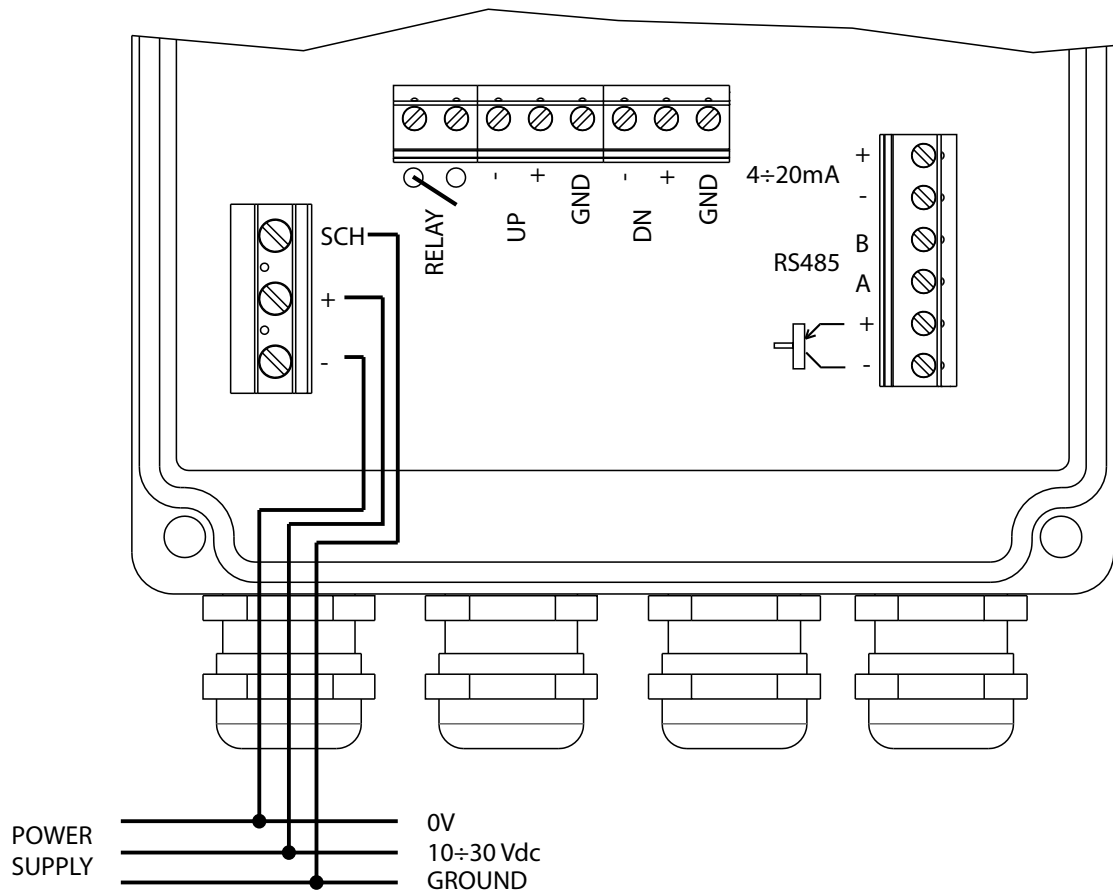 RELAY
-
+
UP
GND
-
+
DN
GND
4÷20mA
+
-
RS485
B
A
+
-
SCH
+
-
POWER
SUPPLY
0V
10÷30 Vdc
GROUND